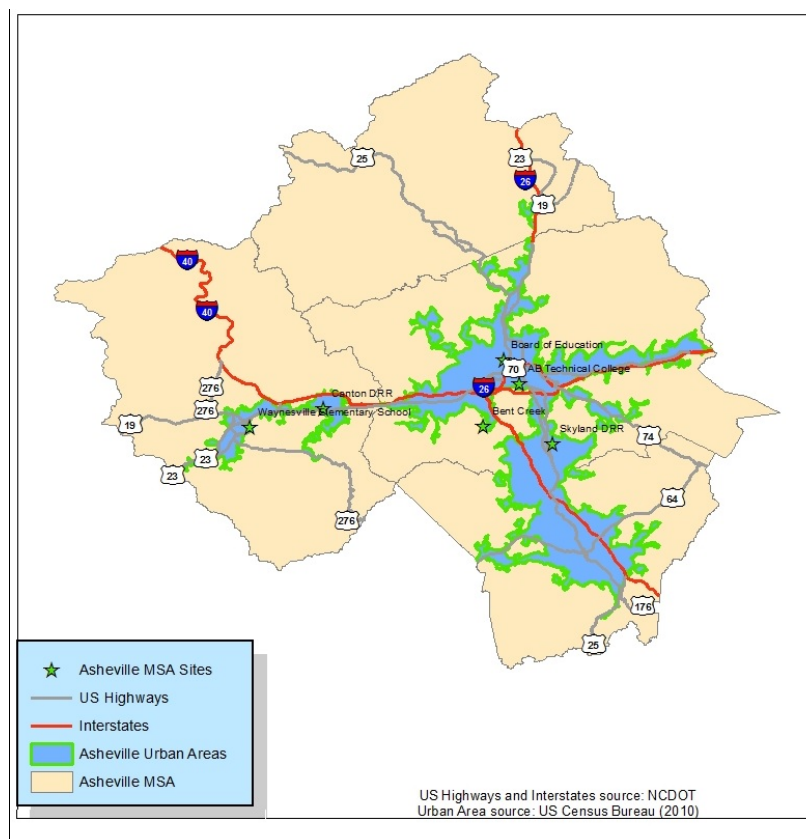 25
23
26
19
40
40
Board of Education
70
AB Technical College
276
Canton DRR
26
276
Waynesville Elementary School
Bent Creek
19
Skyland DRR
74
23
23
64
276
176
25
Asheville MSA Sites
US Highways
Interstates
Asheville Urban Areas
Asheville MSA
US Highways and Interstates source: NCDOT
Urban Area source: US Census Bureau (2010)